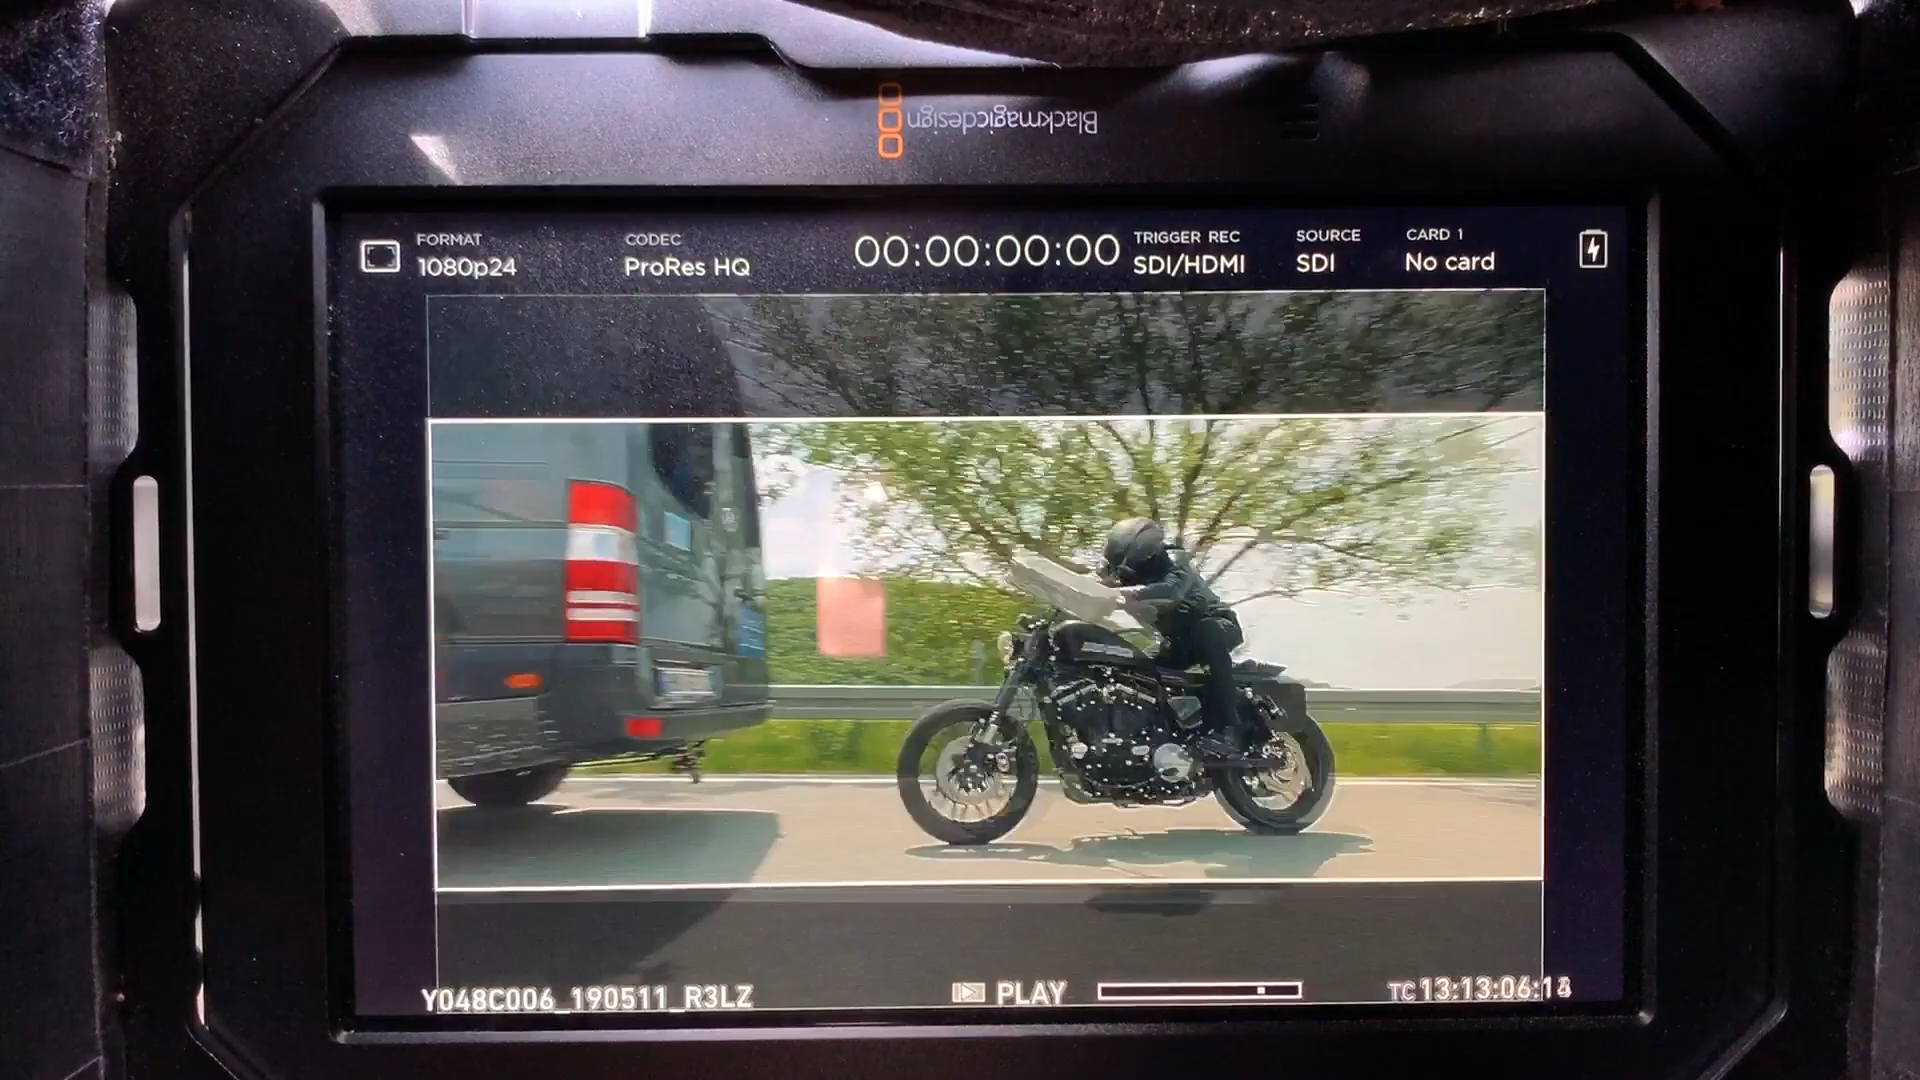 Blackmagicdesign
FORMAT CODEC 00:00:00:00 TRIGGER REC SOURCE CARD 1
1080p24 ProRes HQ SDI/HDMI SDI No card
Y048C006_190511_R3LZ PLAY TC 13:13:06: